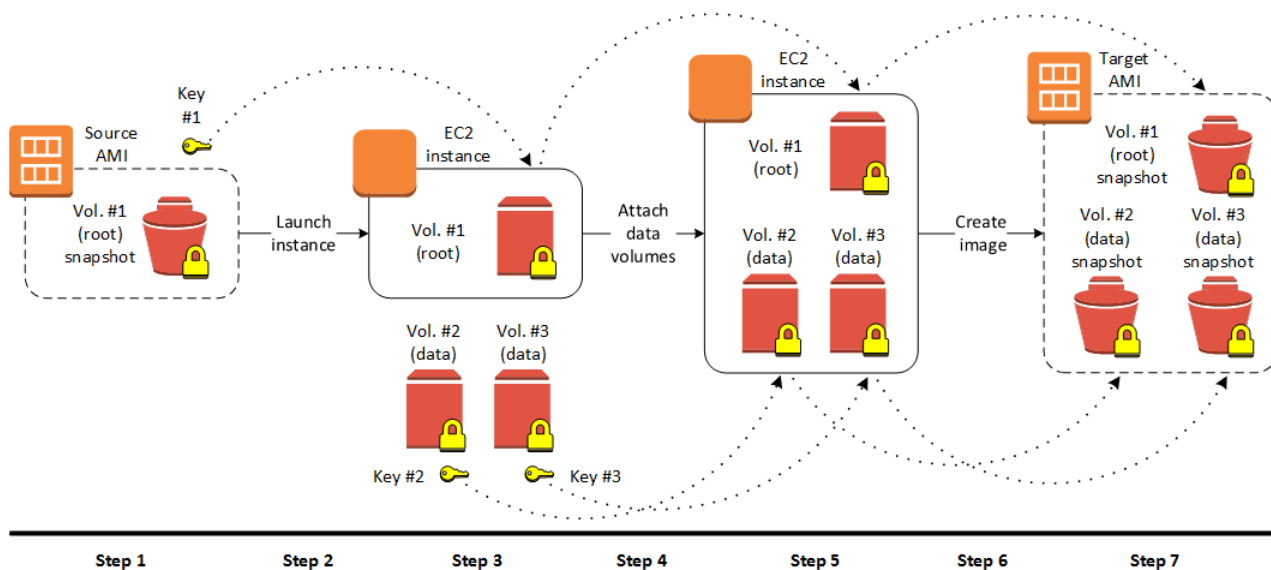 Key
#1
Source
AMI
Vol. #1
(root)
snapshot
Launch
instance
EC2
instance
Vol. #1
(root)
Vol. #2
(data)
Vol. #3
(data)
Key #2
Key #3
Attach
data
volumes
EC2
instance
Vol. #1
(root)
Vol. #2
(data)
Vol. #3
(data)
Create
image
Target
AMI
Vol. #1
(root)
snapshot
Vol. #2
(data)
snapshot
Vol. #3
(data)
snapshot
Step 1
Step 2
Step 3
Step 4
Step 5
Step 6
Step 7